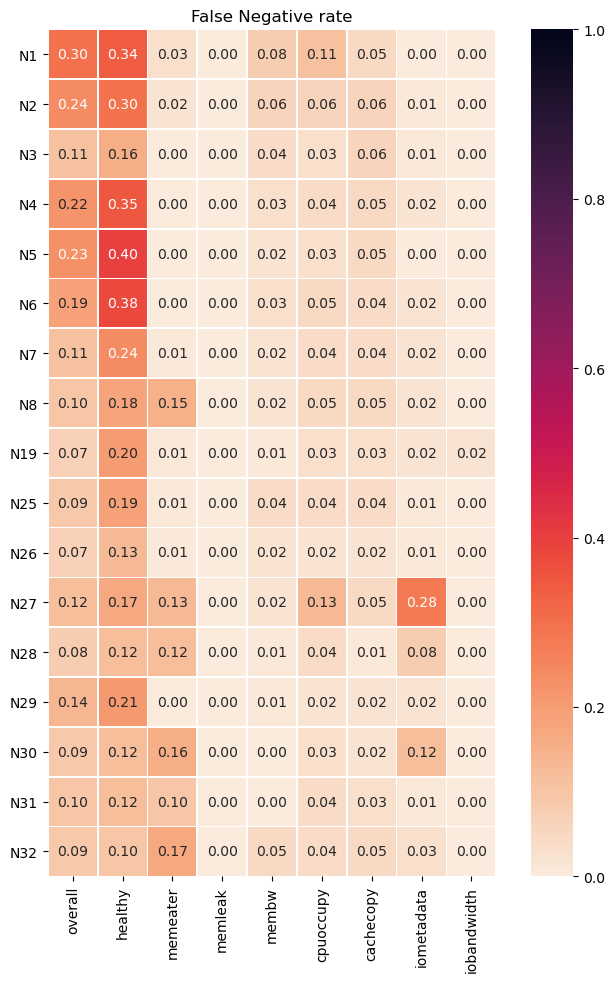 False Negative rate
N1 0.30 0.34 0.03 0.00 0.08 0.11 0.05 0.00 0.00
N2 0.24 0.30 0.02 0.00 0.06 0.06 0.06 0.01 0.00
N3 0.11 0.16 0.00 0.00 0.04 0.03 0.06 0.01 0.00
N4 0.22 0.35 0.00 0.00 0.03 0.04 0.05 0.02 0.00
N5 0.23 0.40 0.00 0.00 0.02 0.03 0.05 0.00 0.00
N6 0.19 0.38 0.00 0.00 0.03 0.05 0.04 0.02 0.00
N7 0.11 0.24 0.01 0.00 0.02 0.04 0.04 0.02 0.00
N8 0.10 0.18 0.15 0.00 0.02 0.05 0.05 0.02 0.00
N19 0.07 0.20 0.01 0.00 0.01 0.03 0.03 0.02 0.02
N25 0.09 0.19 0.01 0.00 0.04 0.04 0.04 0.01 0.00
N26 0.07 0.13 0.01 0.00 0.02 0.02 0.02 0.01 0.00
N27 0.12 0.17 0.13 0.00 0.02 0.13 0.05 0.28 0.00
N28 0.08 0.12 0.12 0.00 0.01 0.04 0.01 0.08 0.00
N29 0.14 0.21 0.00 0.00 0.01 0.02 0.02 0.02 0.00
N30 0.09 0.12 0.16 0.00 0.00 0.03 0.02 0.12 0.00
N31 0.10 0.12 0.10 0.00 0.00 0.04 0.03 0.01 0.00
N32 0.09 0.10 0.17 0.00 0.05 0.04 0.05 0.03 0.00
overall
healthy
memeater
memleak
membw
cpuoccupy
cachecopy
iometadata
iobandwidth
1.0
0.8
0.6
0.4
0.2
0.0